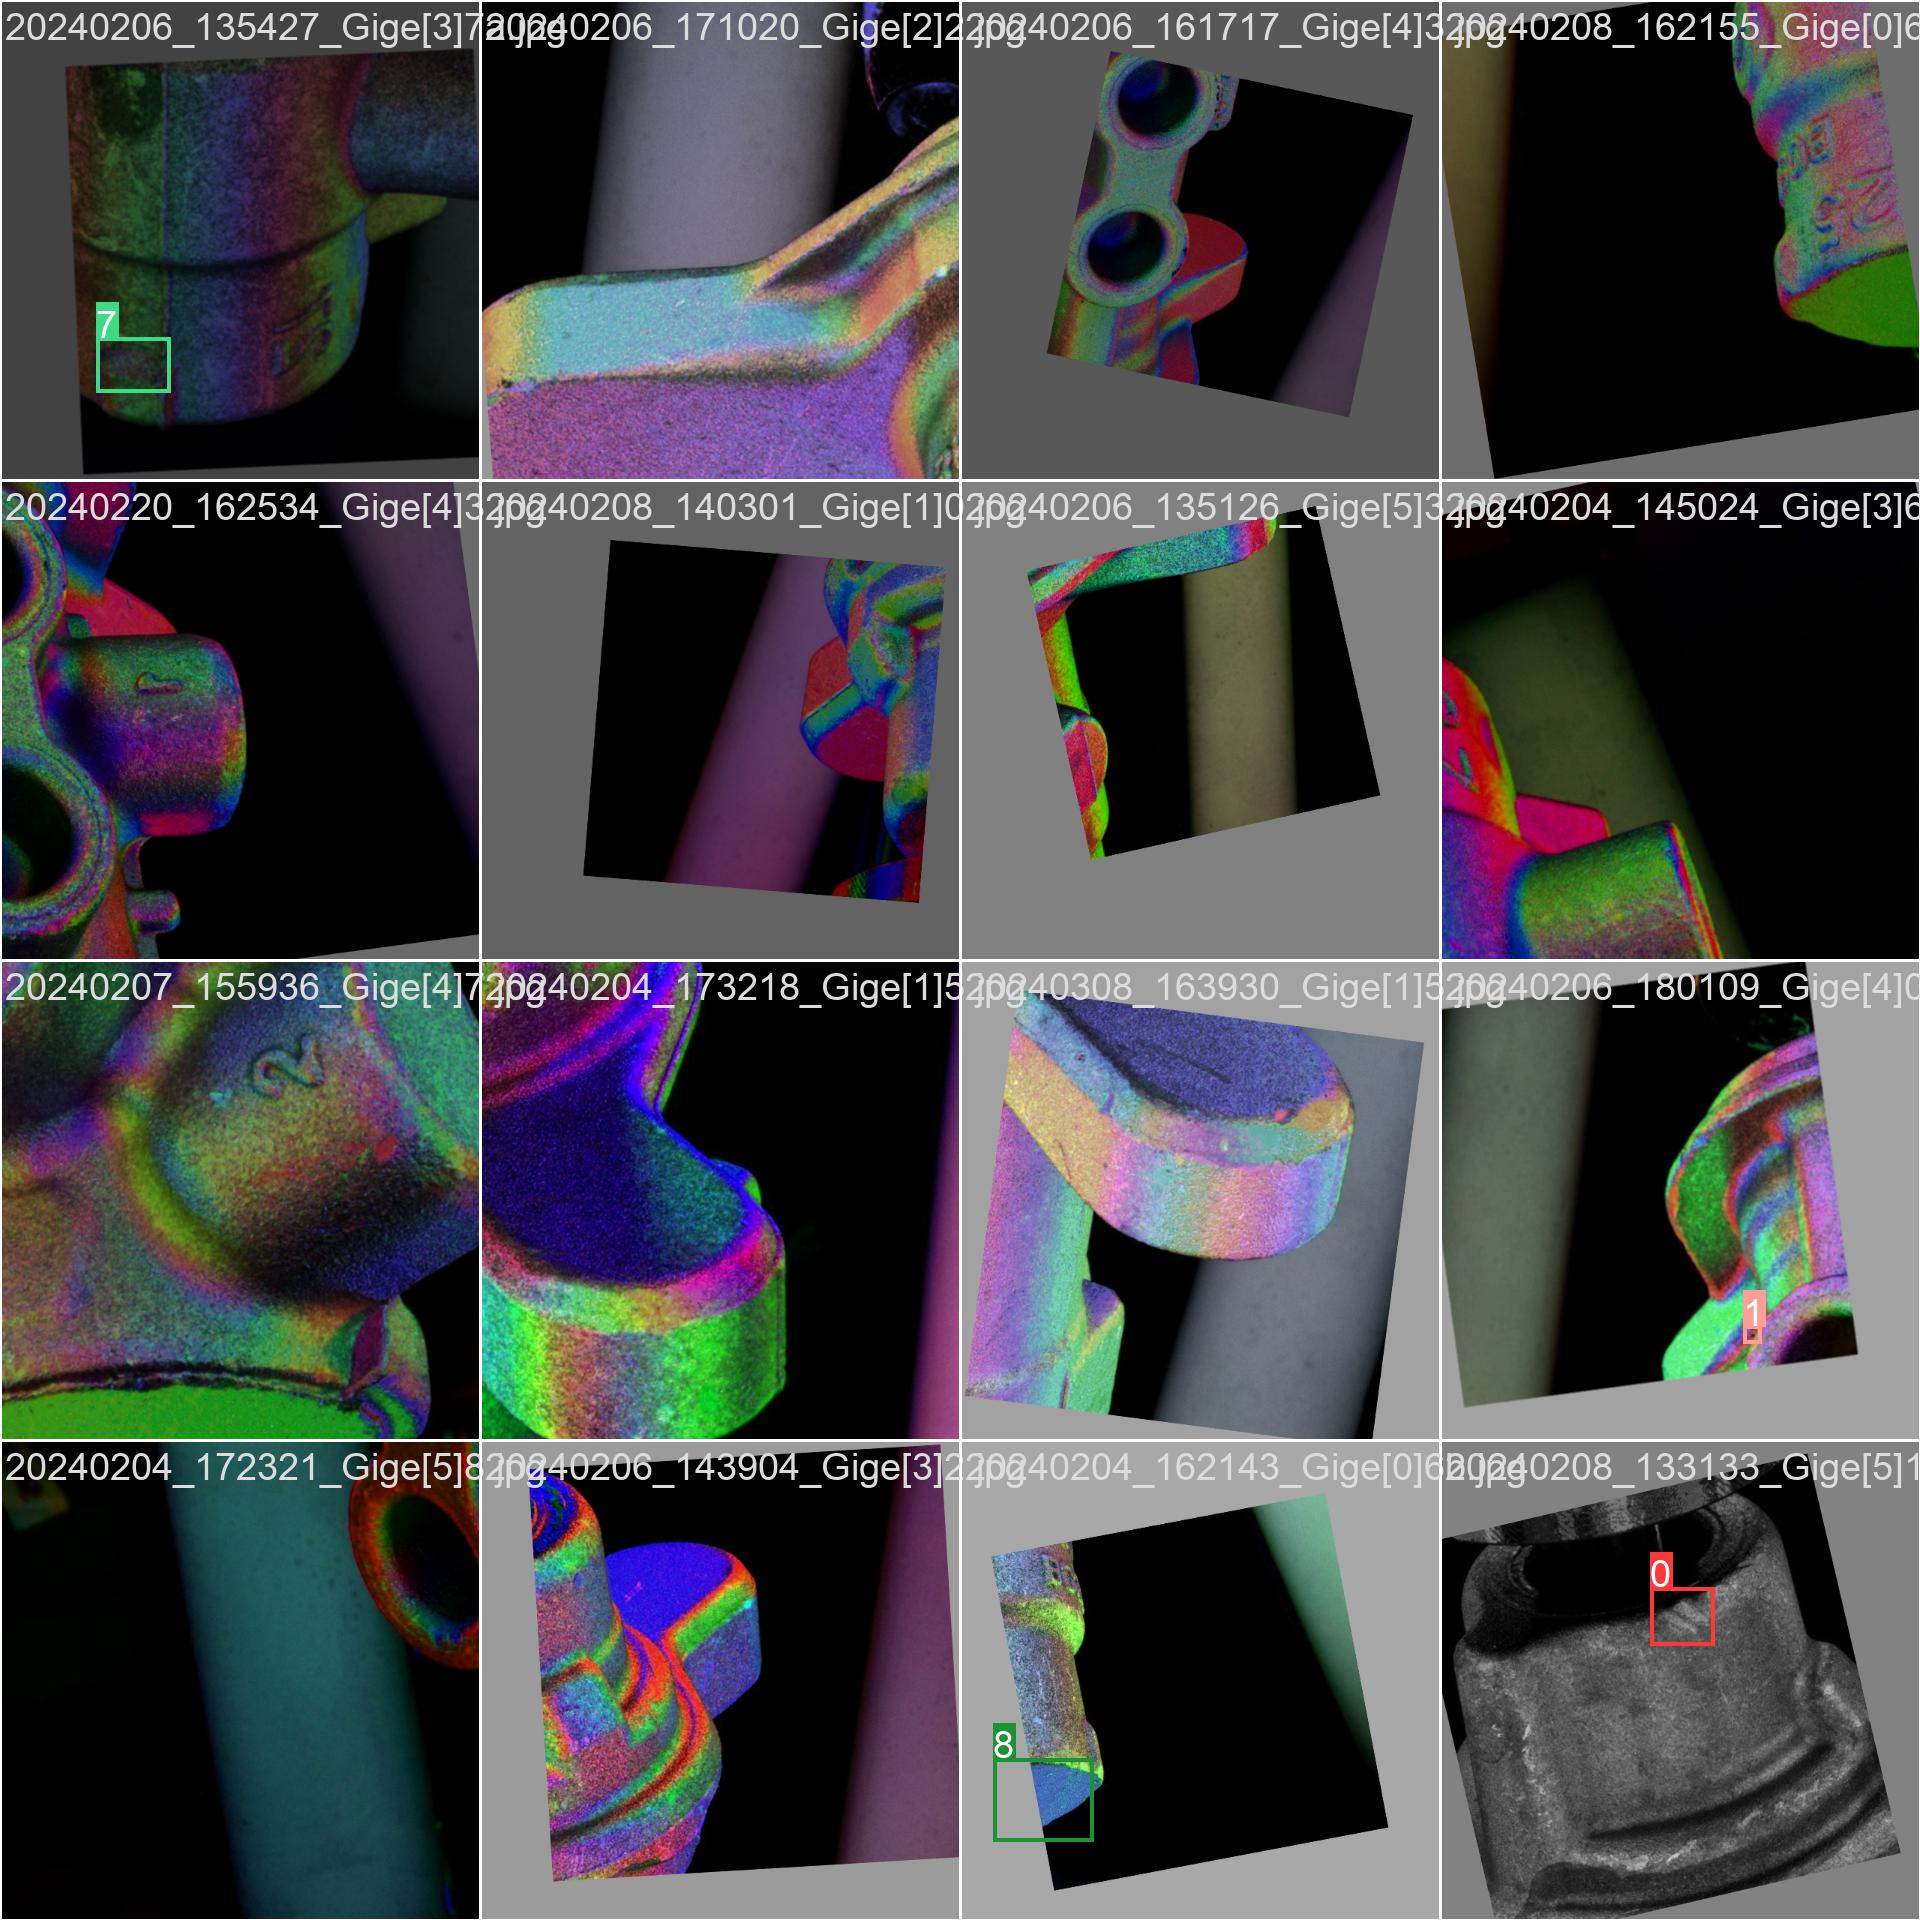 20240206_135427_Gige[3]7
20240206_171020_Gige[2]2
20240206_161717_Gige[4]3
20240208_162155_Gige[0]6
7
20240220_162534_Gige[4]3
20240208_140301_Gige[1]0
20240206_135126_Gige[5]3
20240204_145024_Gige[3]6
20240207_155936_Gige[4]7
20240204_173218_Gige[1]5
20240308_163930_Gige[1]5
20240206_180109_Gige[4]0
2
1
20240204_172321_Gige[5]8
20240206_143904_Gige[3]2
20240204_162143_Gige[0]6
20240208_133133_Gige[5]1
0
8